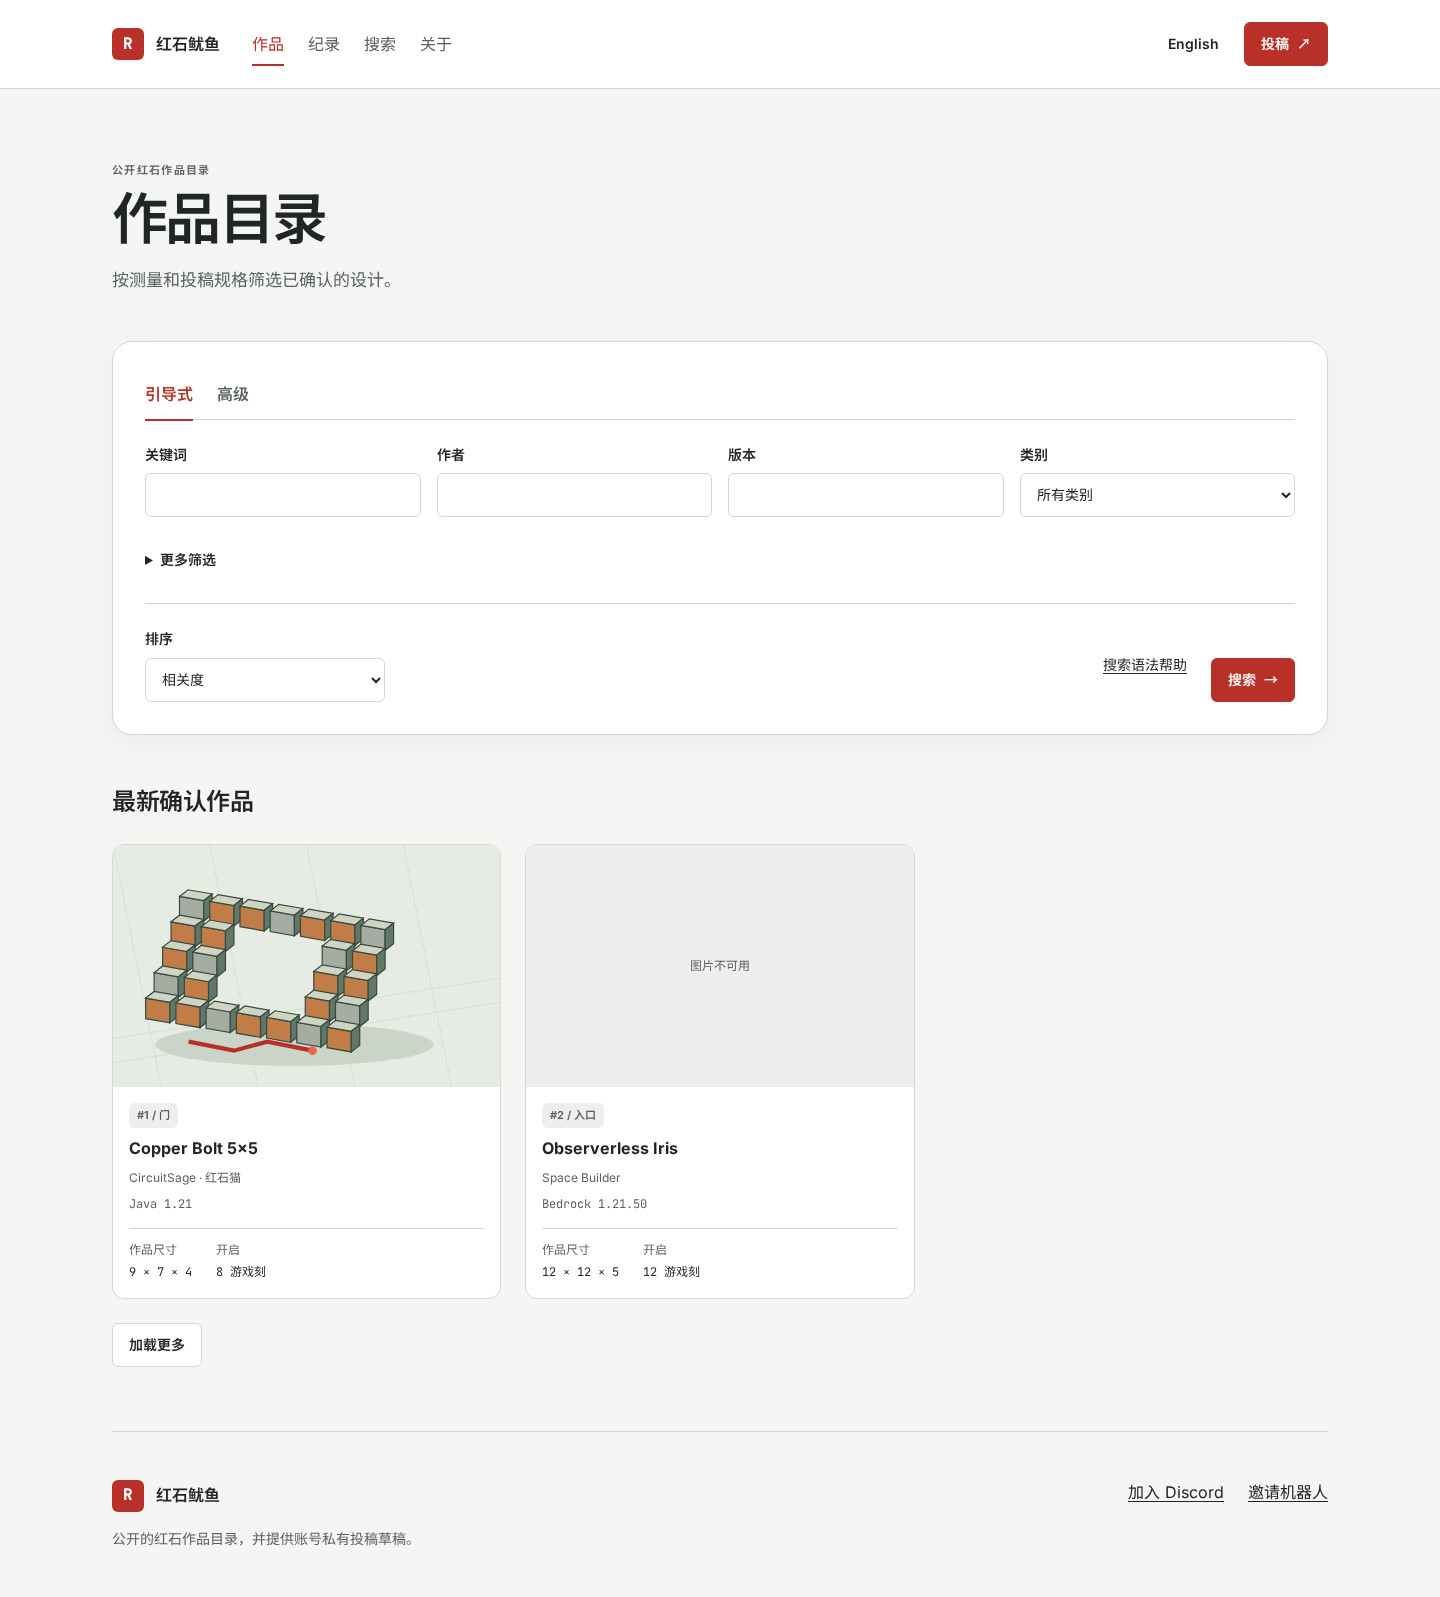 R 红石鱿鱼 作品 纪录 搜索 关于 English 投稿 ↗
公开红石作品目录
作品目录
按测量和投稿规格筛选已确认的设计。
引导式 高级
关键词 作者 版本 类别
所有类别
更多筛选
排序
相关度 搜索语法帮助 搜索 →
最新确认作品
图片不可用
#1 / 门
Copper Bolt 5×5
CircuitSage · 红石猫
Java 1.21
作品尺寸 开启
9 × 7 × 4 8 游戏刻
#2 / 入口
Observerless Iris
Space Builder
Bedrock 1.21.50
作品尺寸 开启
12 × 12 × 5 12 游戏刻
加载更多
R 红石鱿鱼
加入 Discord 邀请机器人
公开的红石作品目录，并提供账号私有投稿草稿。